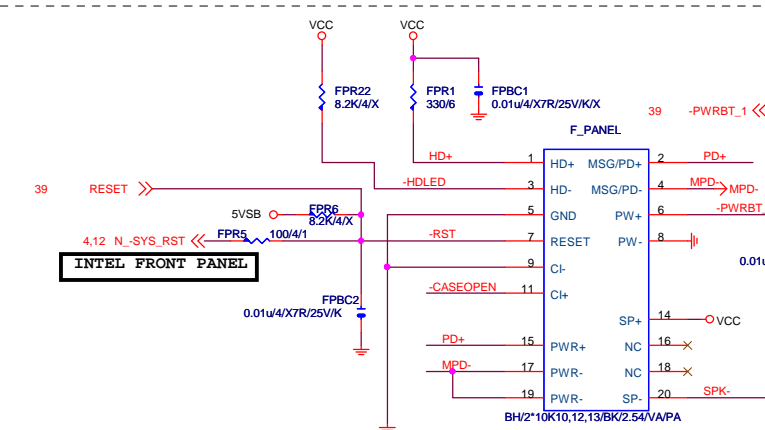 VCC
VCC
FPR22
8.2K/4/X
FPR1
330/6
FPBC1
0.01u/4/X7R/25V/K/X
39 -PWRBT_1
F_PANEL
HD+ 1 HD+ MSG/PD+ 2 PD+
-HDLED 3 HD- MSG/PD- 4 MPD- MPD-
39 RESET
5 GND PW+ 6 -PWRBT_
5VSB FPR6
8.2K/4/X
4,12 N_-SYS_RST FPR5 100/4/1 -RST 7 RESET PW- 8
INTEL FRONT PANEL
9 CI-
0.01u
-CASEOPEN 11 CI+
FPBC2
0.01u/4/X7R/25V/K
SP+ 14 VCC
PD+ 15 PWR+ NC 16
MPD- 17 PWR- NC 18
19 PWR- SP- 20 SPK-
BH/2*10K10,12,13/BK/2.54/VA/PA